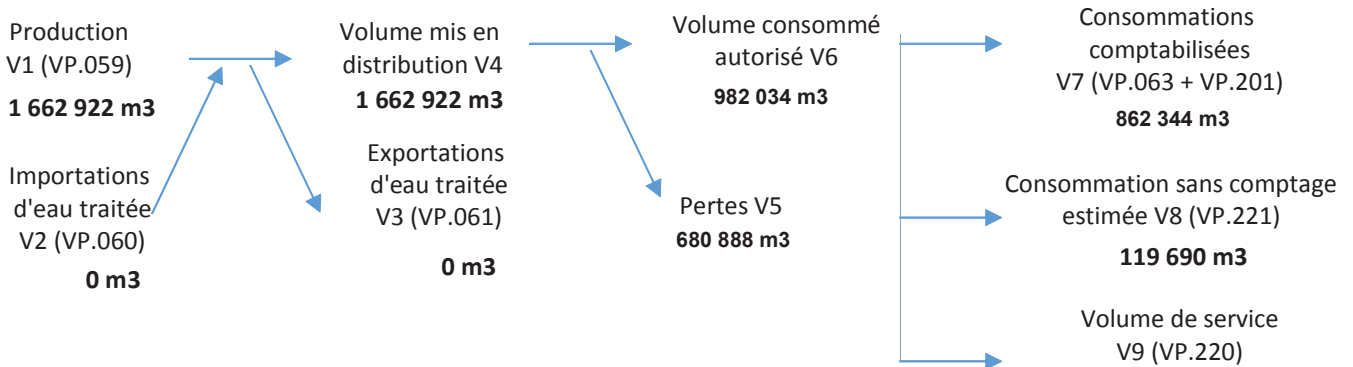 Production
V1 (VP.059)
1 662 922 m3
Importations
d'eau traitée
V2 (VP.060)
0 m3
Volume mis en
distribution V4
1 662 922 m3
Exportations
d'eau traitée
V3 (VP.061)
0 m3
Volume consommé
autorisé V6
982 034 m3
Pertes V5
680 888 m3
Consommations
comptabilisées
V7 (VP.063 + VP.201)
862 344 m3
Consommation sans comptage
estimée V8 (VP.221)
119 690 m3
Volume de service
V9 (VP.220)